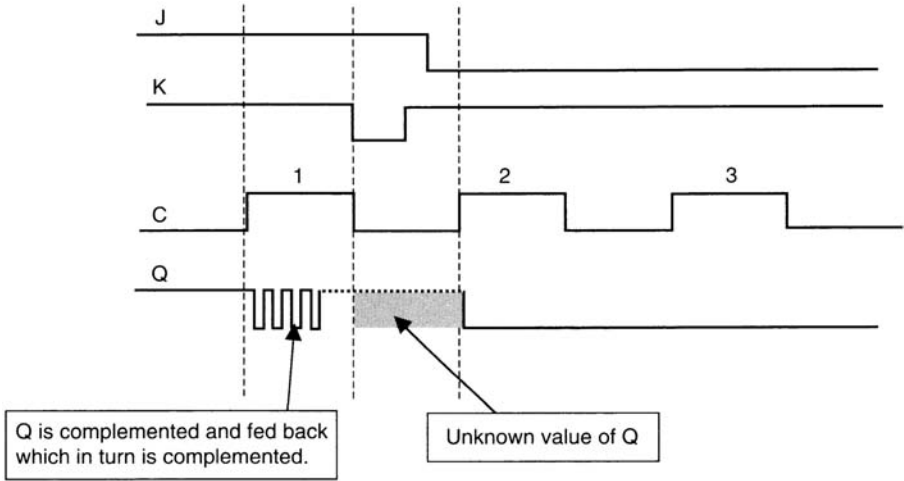 J
K
1
2
3
C
Q
Q is complemented and fed back
which in turn is complemented.
Unknown value of Q